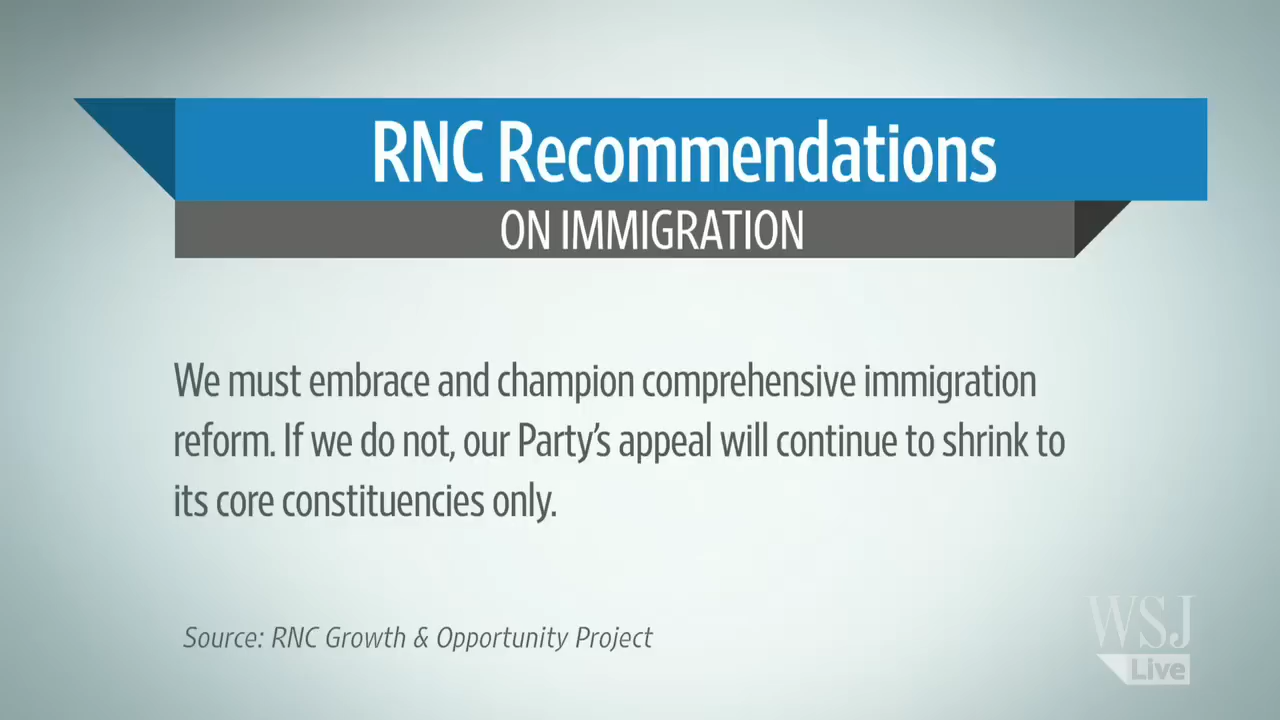 RNC Recommendations
ON IMMIGRATION
We must embrace and champion comprehensive immigration
reform. If we do not, our Party's appeal will continue to shrink to
its core constituencies only.
Source: RNC Growth & Opportunity Project
WSJ
Live